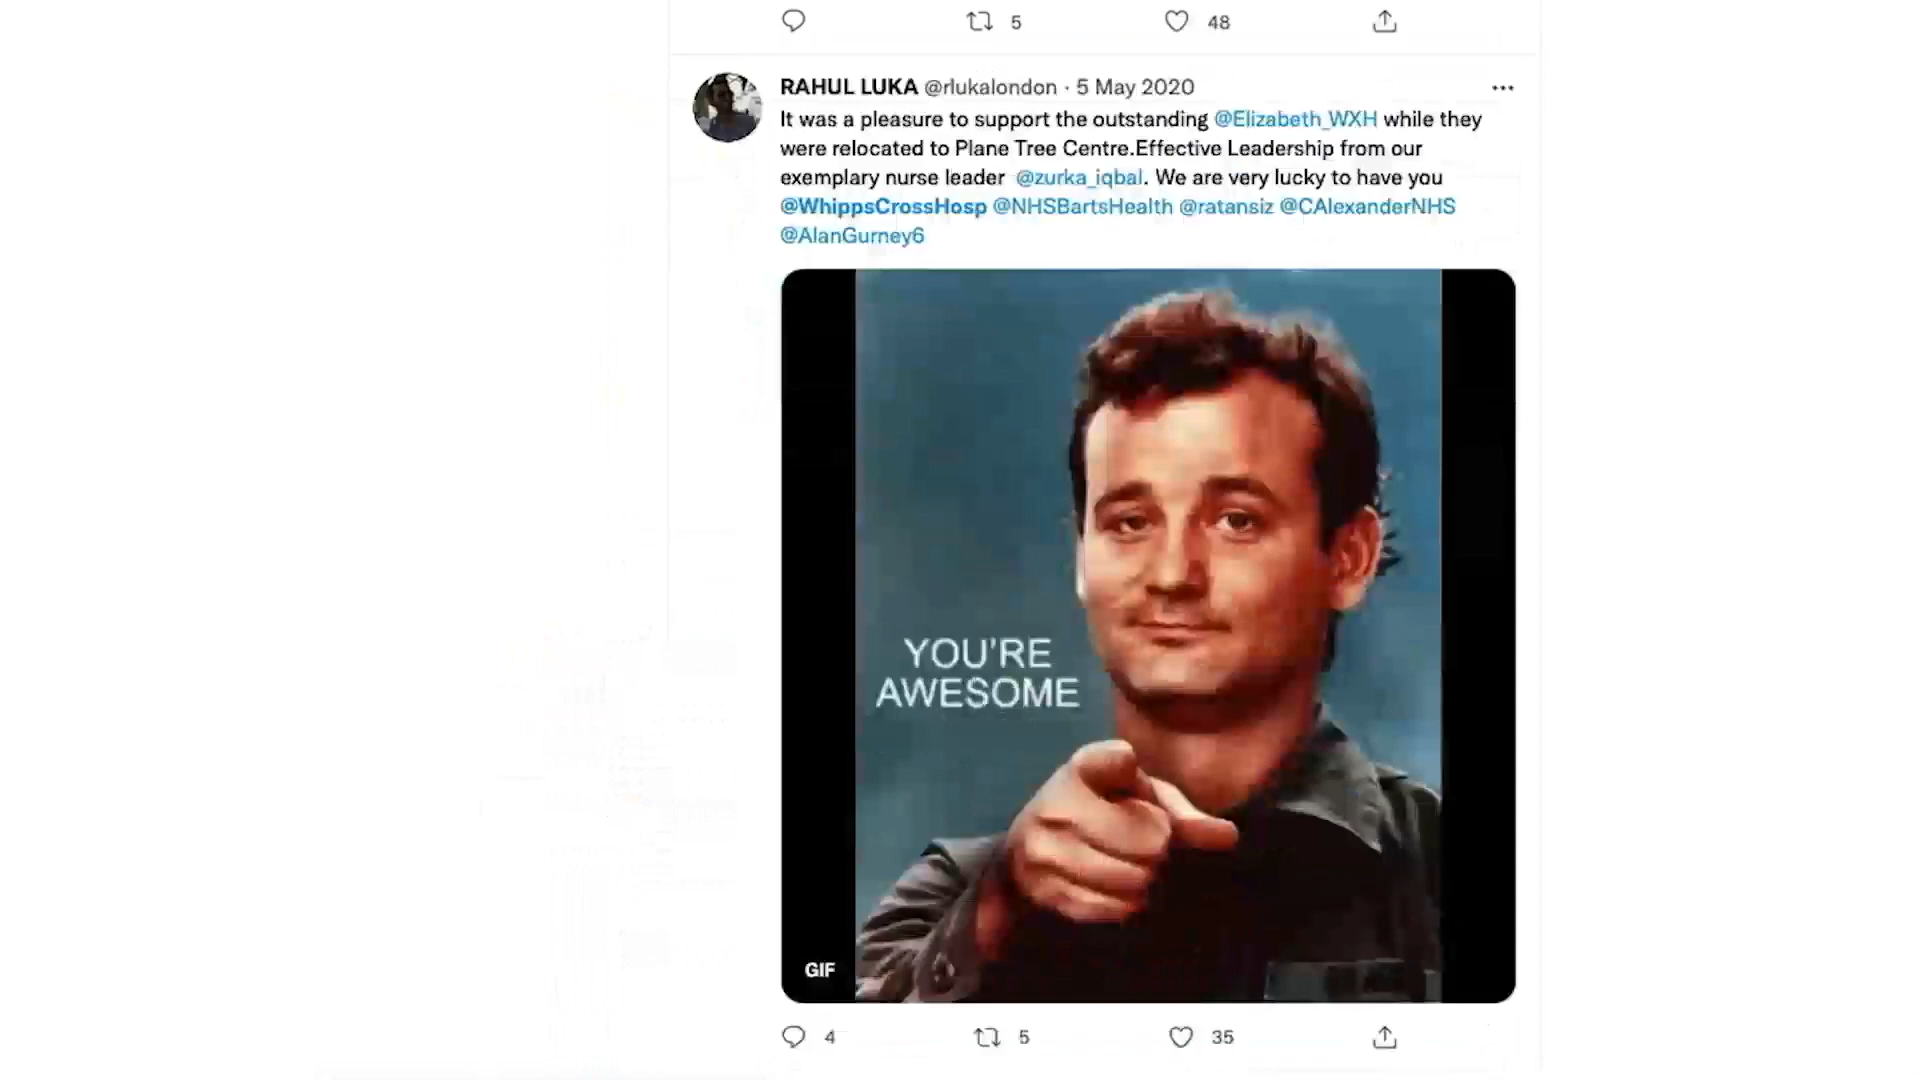 5 48
RAHUL LUKA @rlukalondon · 5 May 2020
It was a pleasure to support the outstanding @Elizabeth_WXH while they
were relocated to Plane Tree Centre.Effective Leadership from our
exemplary nurse leader @zurka_iqbal. We are very lucky to have you
@WhippsCrossHosp @NHSBartsHealth @ratansiz @CAlexanderNHS
@AlanGurney6
YOU'RE
AWESOME
GIF
4 5 35